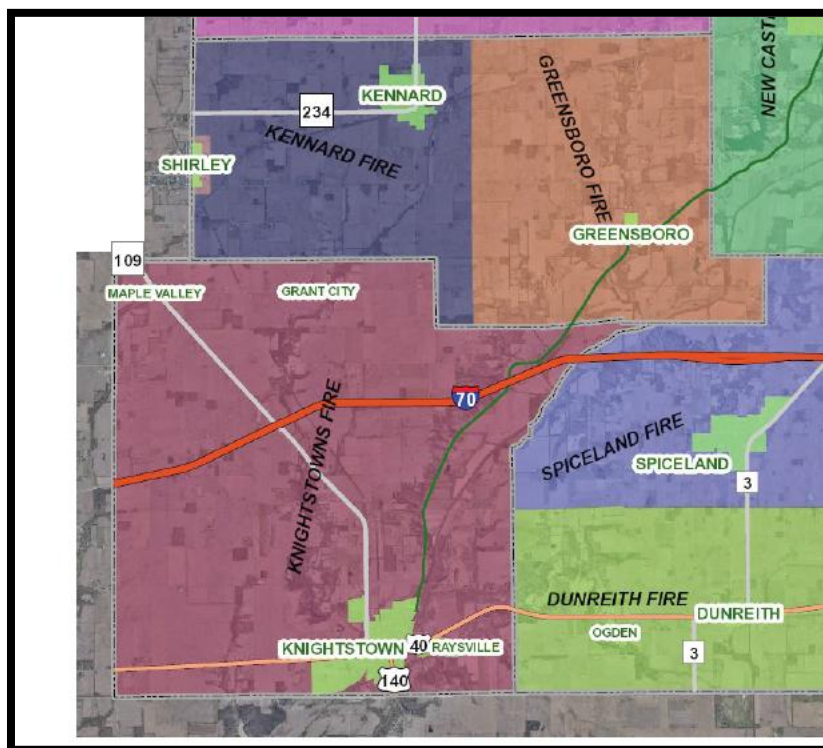 NEW CASTLE
KENNARD
234
KENNARD FIRE
GREENSBORO FIRE
SHIRLEY
GREENSBORO
109
MAPLE VALLEY
GRANT CITY
70
KNIGHTSTOWNS FIRE
SPICELAND FIRE
SPICELAND
3
DUNREITH FIRE
DUNREITH
OGDEN
KNIGHTSTOWN
40
RAYSVILLE
3
140